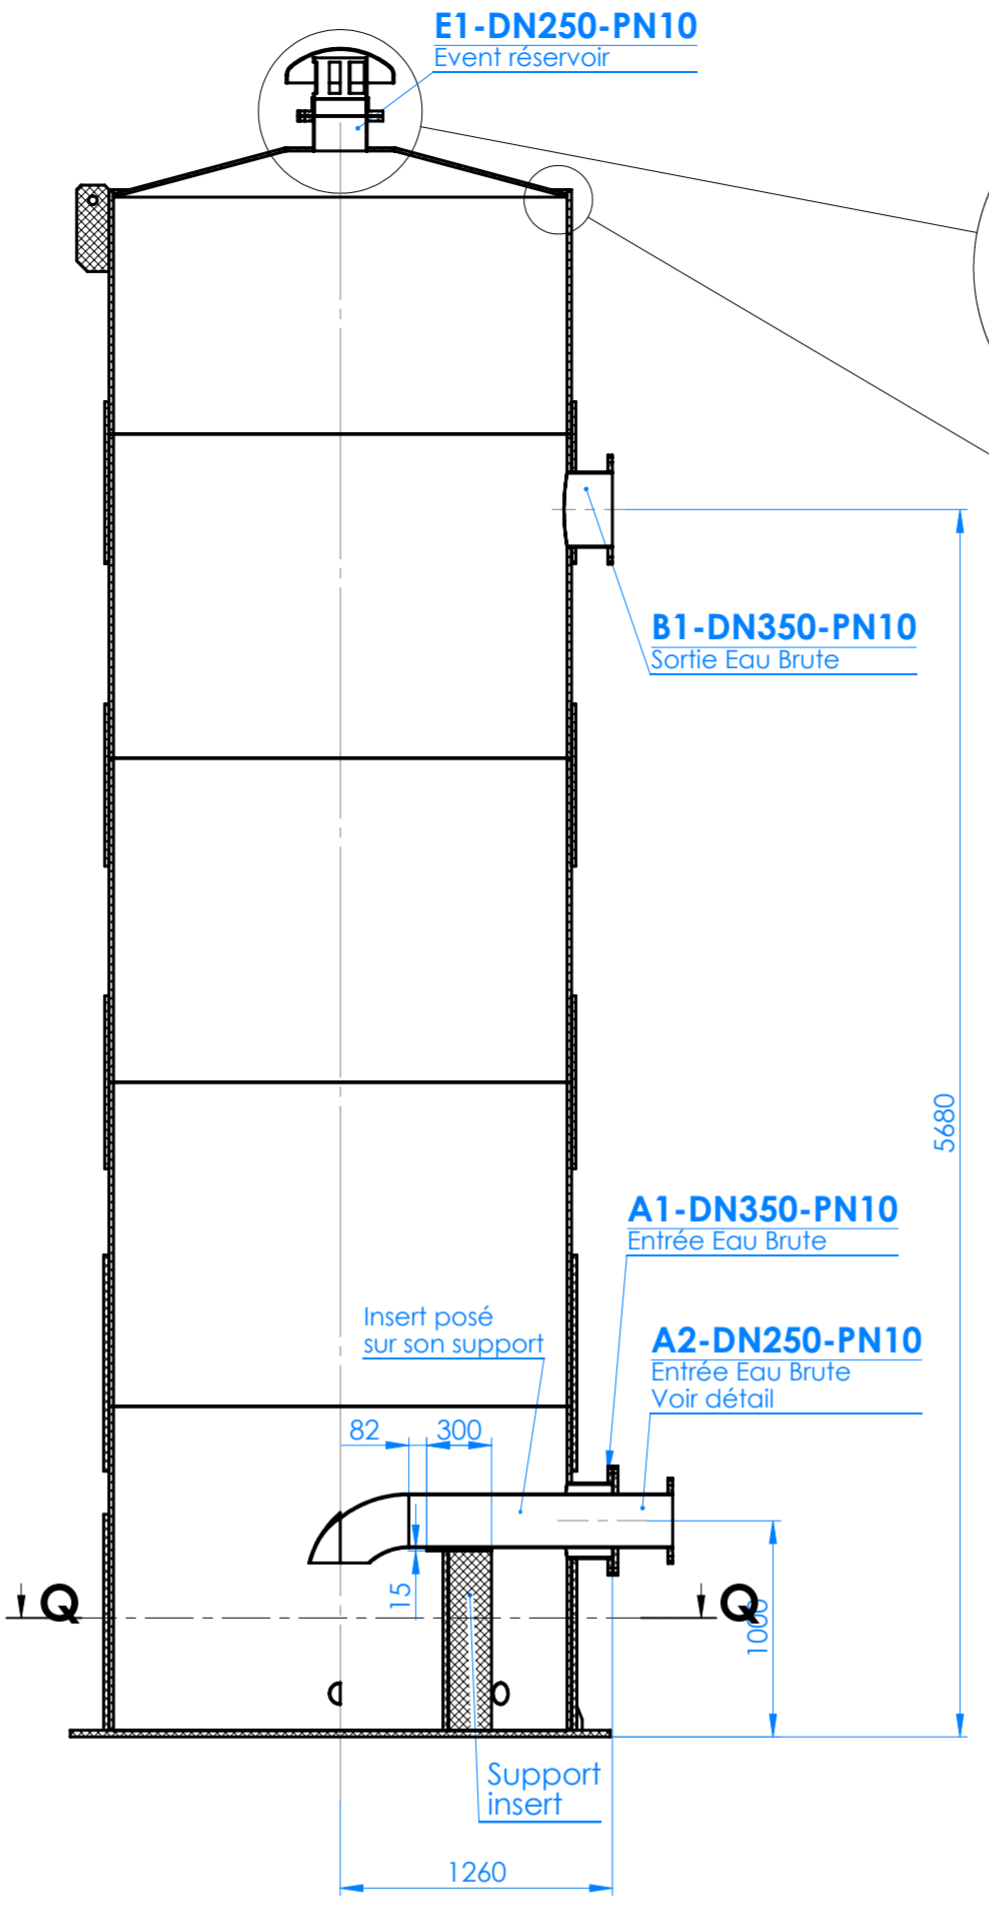 E1-DN250-PN10
Event réservoir
B1-DN350-PN10
Sortie Eau Brute
5680
A1-DN350-PN10
Entrée Eau Brute
Insert posé
sur son support
A2-DN250-PN10
Entrée Eau Brute
Voir détail
82
300
15
Q
Q
1000
Support
insert
1260